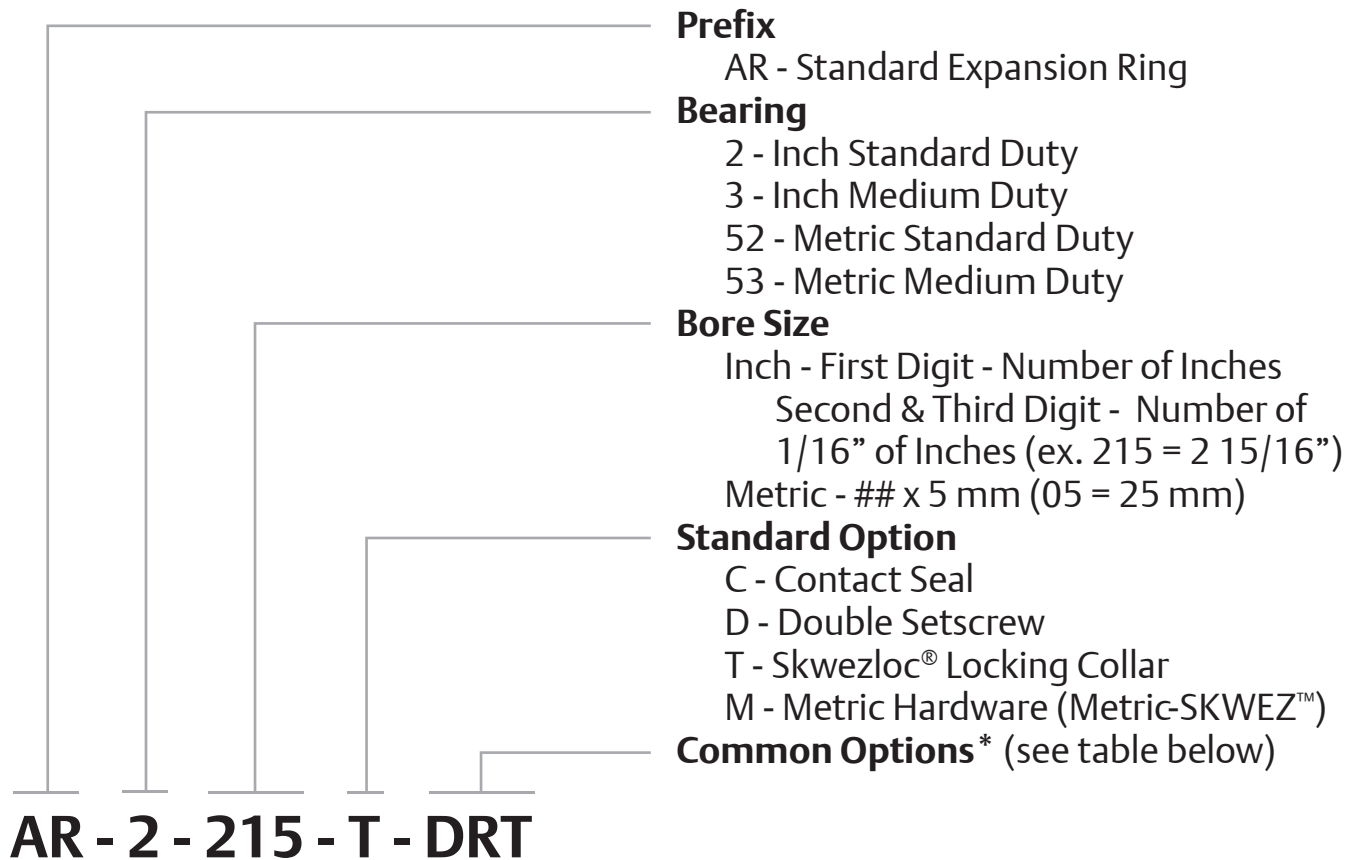 Prefix
AR - Standard Expansion Ring
Bearing
2 - Inch Standard Duty
3 - Inch Medium Duty
52 - Metric Standard Duty
53 - Metric Medium Duty
Bore Size
Inch - First Digit - Number of Inches
Second & Third Digit -  Number of
1/16” of Inches (ex. 215 = 2 15/16”)
Metric - ## x 5 mm (05 = 25 mm)
Standard Option
C - Contact Seal
D - Double Setscrew
T - Skwezloc® Locking Collar
M - Metric Hardware (Metric-SKWEZ™)
Common Options* (see table below)
AR - 2 - 215 - T - DRT